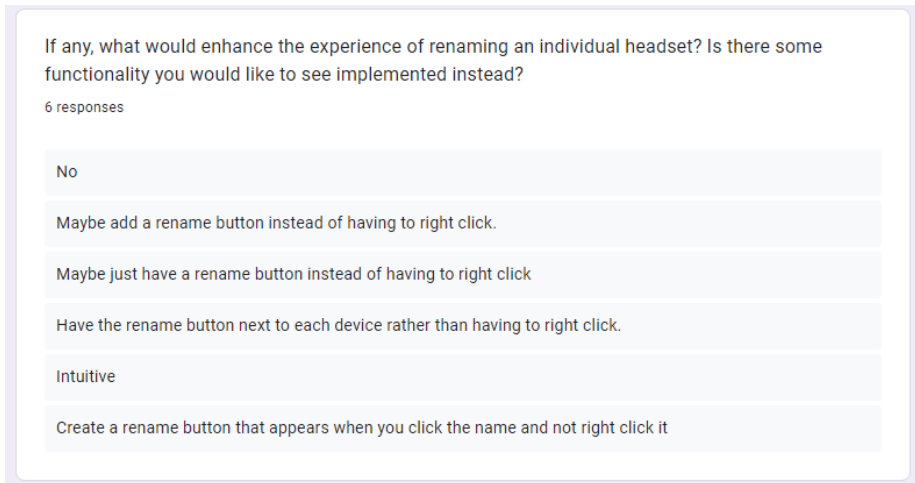 If any, what would enhance the experience of renaming an individual headset? Is there some
functionality you would like to see implemented instead?
6 responses
No
Maybe add a rename button instead of having to right click.
Maybe just have a rename button instead of having to right click
Have the rename button next to each device rather than having to right click.
Intuitive
Create a rename button that appears when you click the name and not right click it